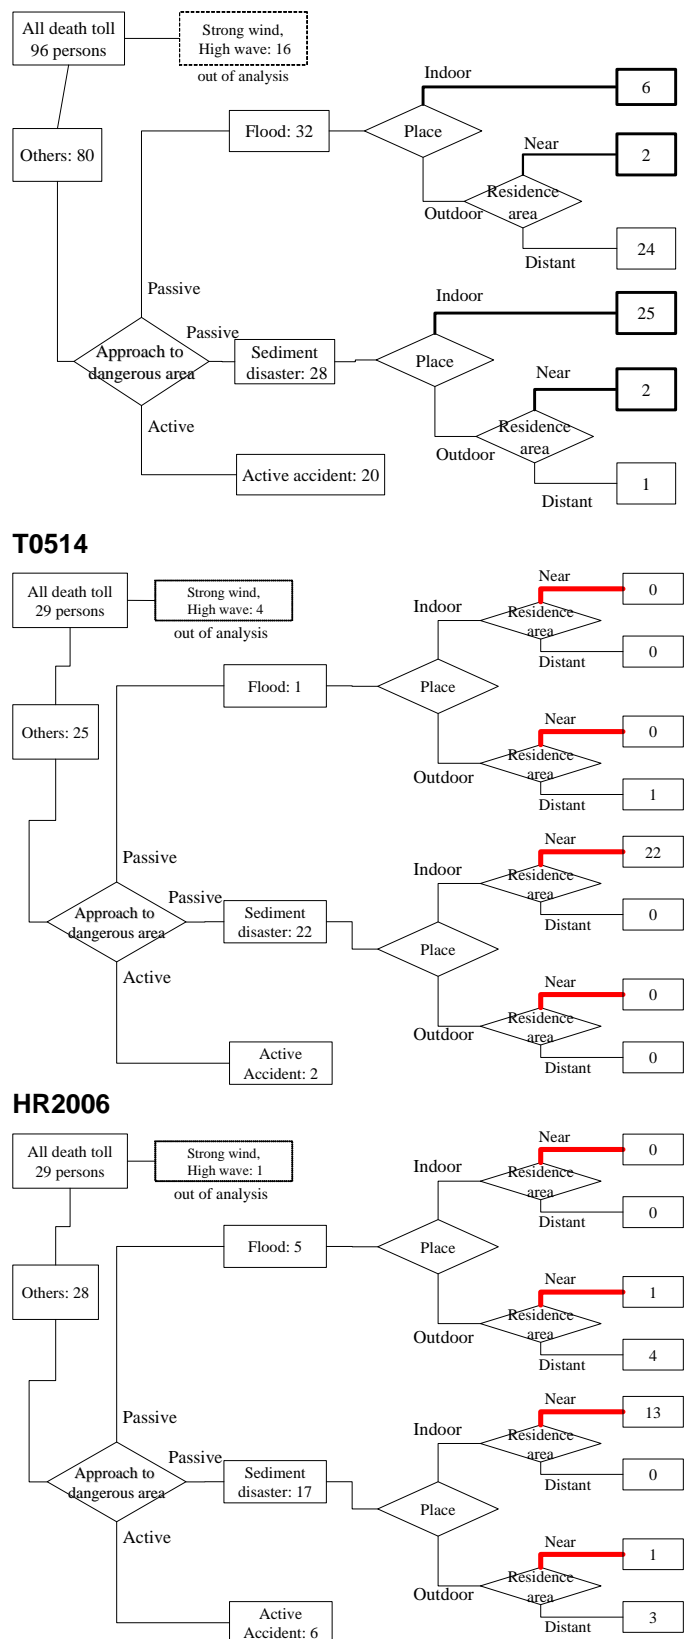 All death toll
96 persons
Strong wind,
High wave: 16
out of analysis
Indoor
6
Others: 80
Flood: 32
Place
Near
2
Residence
area
Outdoor
24
Distant
Passive
Indoor
25
Passive
Approach to
dangerous area
Sediment
disaster: 28
Place
Near
2
Residence
area
Active
Outdoor
Active accident: 20
1
Distant
T0514
All death toll
29 persons
Strong wind,
High wave: 4
out of analysis
Near
0
Indoor
Residence
area
0
Distant
Flood: 1
Place
Others: 25
Near
0
Residence
area
Outdoor
1
Distant
Passive
Near
22
Indoor
Residence
area
Passive
0
Distant
Approach to
dangerous area
Sediment
disaster: 22
Place
Active
Near
0
Residence
area
Outdoor
0
Distant
Active
Accident: 2
HR2006
All death toll
29 persons
Strong wind,
High wave: 1
out of analysis
Near
0
Indoor
Residence
area
0
Distant
Flood: 5
Place
Others: 28
Near
1
Residence
area
Outdoor
4
Distant
Passive
Near
13
Indoor
Residence
area
Passive
0
Distant
Approach to
dangerous area
Sediment
disaster: 17
Place
Active
Near
1
Residence
area
Outdoor
3
Distant
Active
Accident: 6